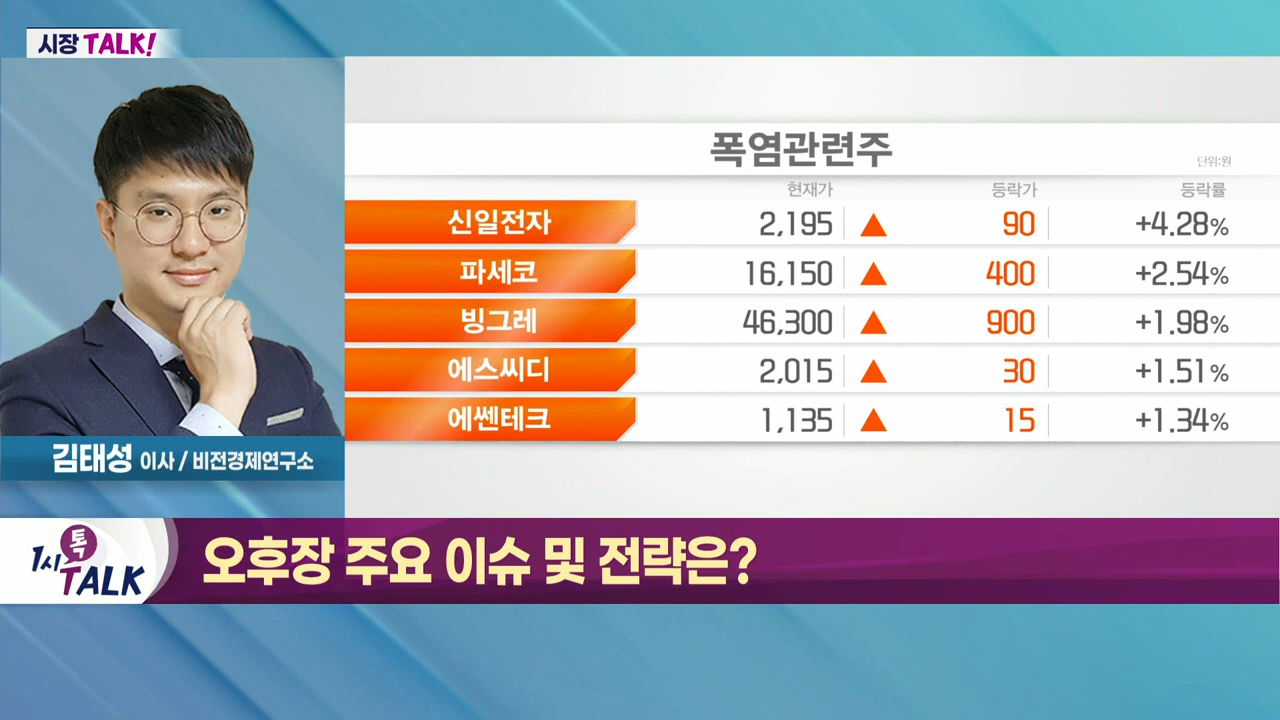 시장 TALK!
폭염관련주
단위:원
현재가 등락가 등락률
신일전자 2,195 ▲ 90 +4.28%
파세코 16,150 ▲ 400 +2.54%
빙그레 46,300 ▲ 900 +1.98%
에스씨디 2,015 ▲ 30 +1.51%
에쎈테크 1,135 ▲ 15 +1.34%
김태성 이사 / 비전경제연구소
1시 톡 TALK
오후장 주요 이슈 및 전략은?